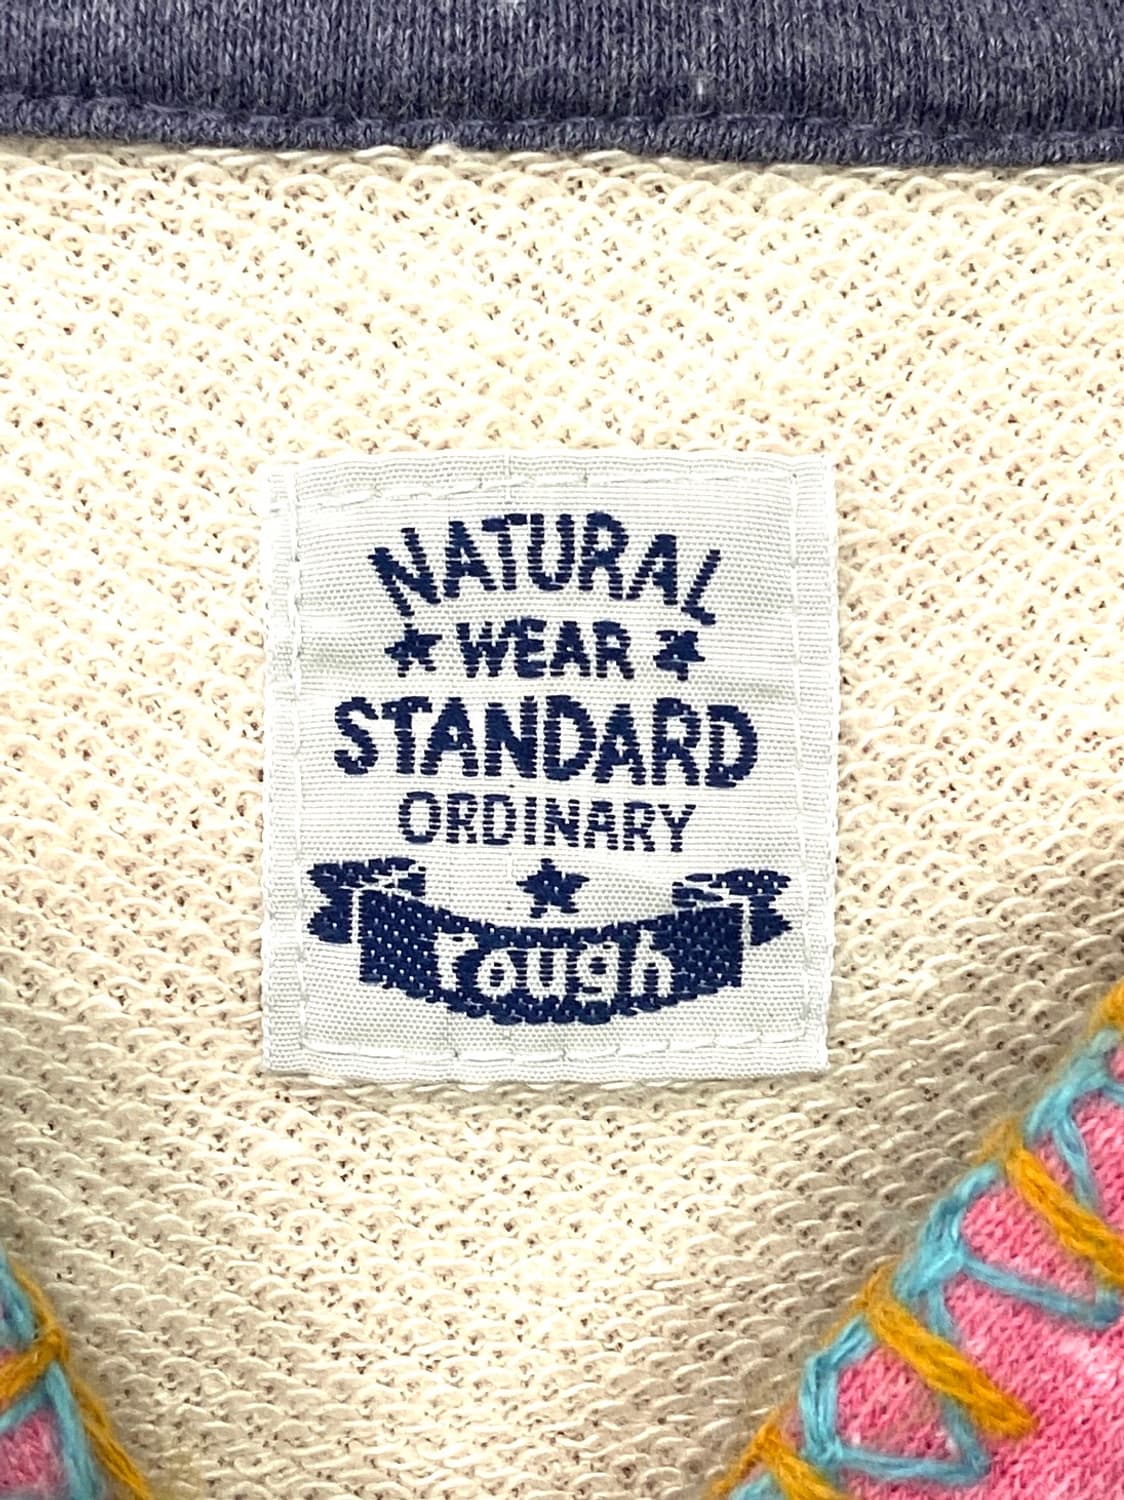 NATURAL
★ WEAR ★
STANDARD
ORDINARY
★
rough